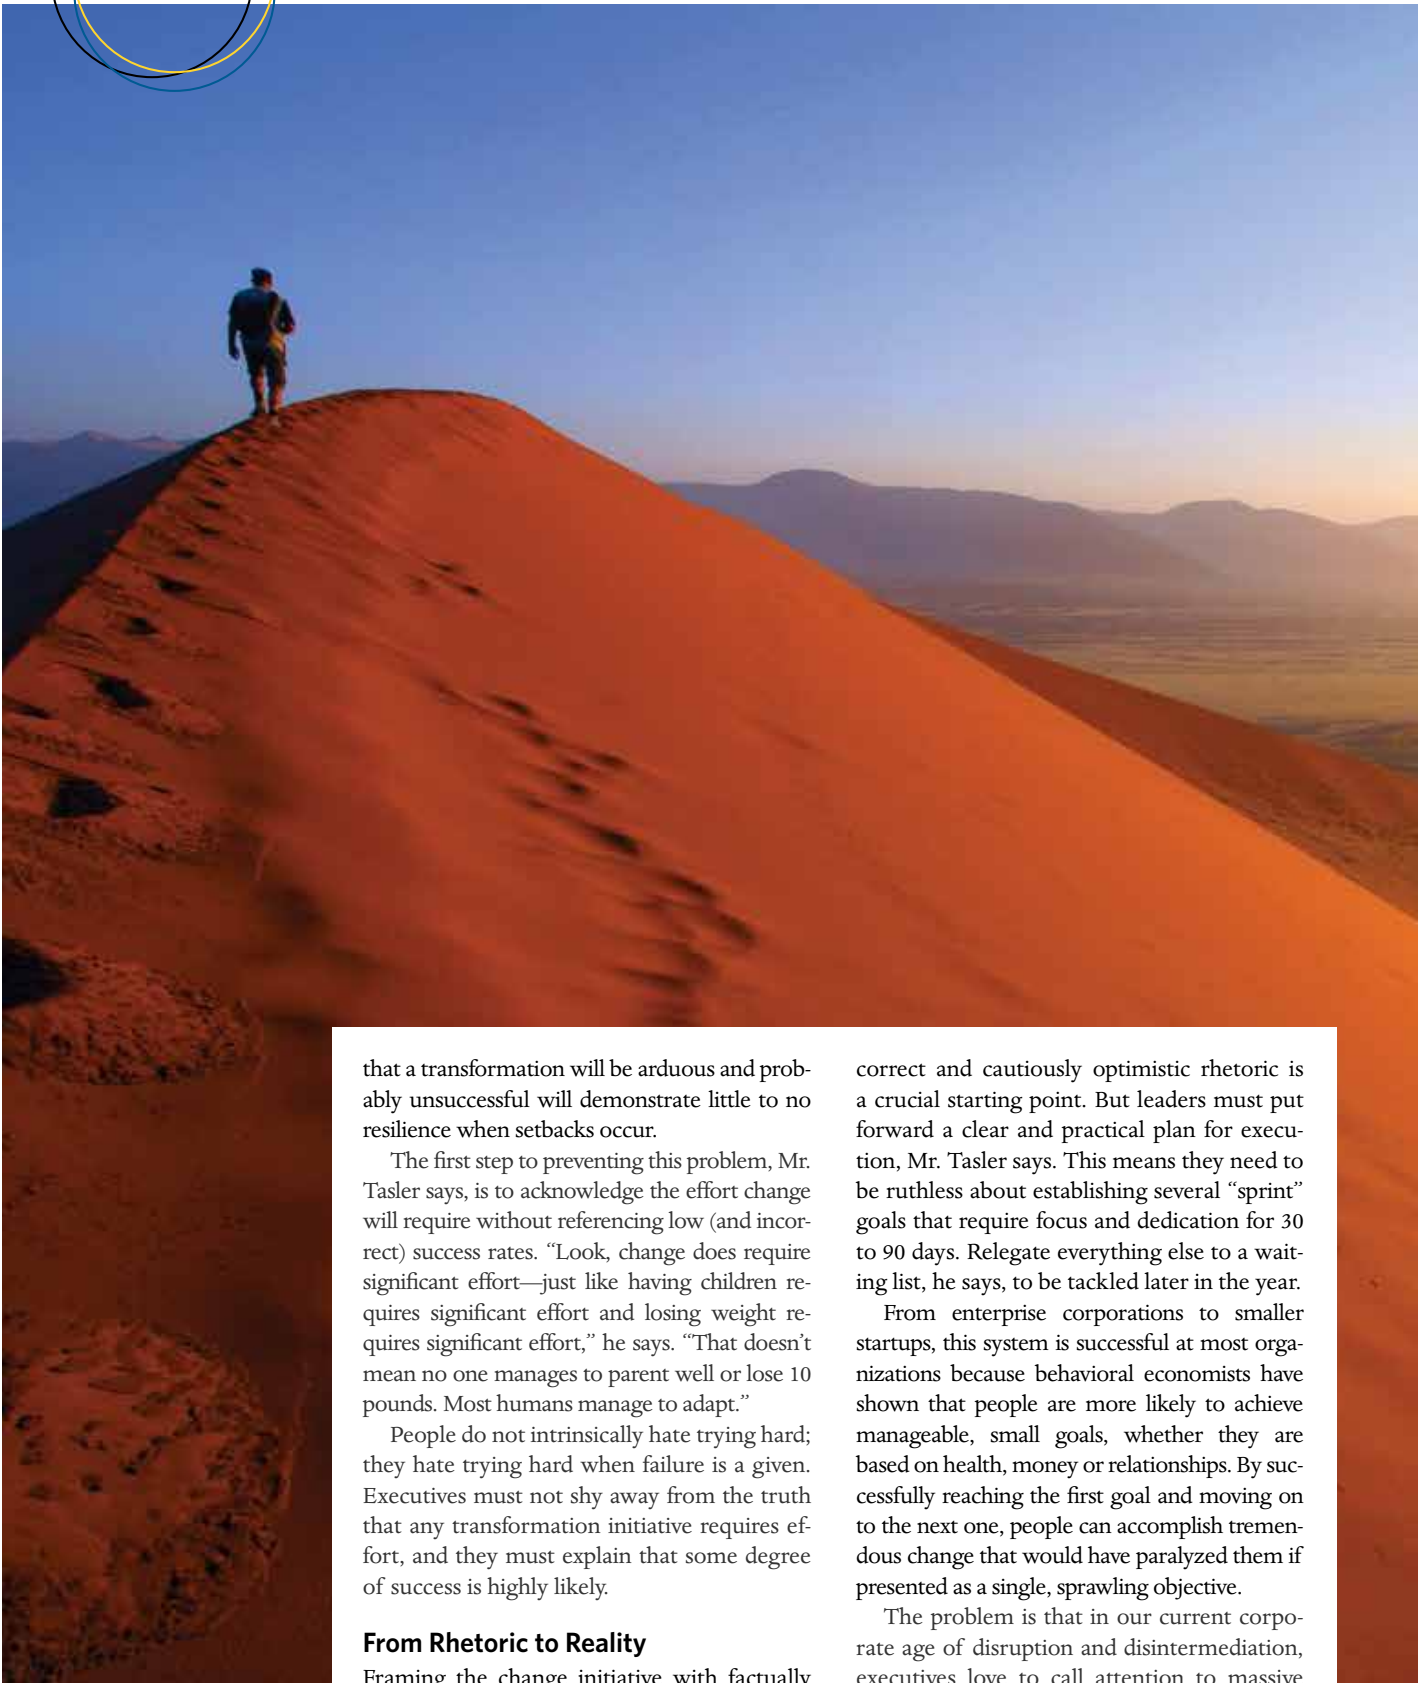 that a transformation will be arduous and prob-
ably unsuccessful will demonstrate little to no
resilience when setbacks occur.
The first step to preventing this problem, Mr.
Tasler says, is to acknowledge the effort change
will require without referencing low (and incor-
rect) success rates. “Look, change does require
significant effort—just like having children re-
quires significant effort and losing weight re-
quires significant effort,” he says. “That doesn’t
mean no one manages to parent well or lose 10
pounds. Most humans manage to adapt.”
People do not intrinsically hate trying hard;
they hate trying hard when failure is a given.
Executives must not shy away from the truth
that any transformation initiative requires ef-
fort, and they must explain that some degree
of success is highly likely.
From Rhetoric to Reality
Framing the change initiative with factually
correct and cautiously optimistic rhetoric is
a crucial starting point. But leaders must put
forward a clear and practical plan for execu-
tion, Mr. Tasler says. This means they need to
be ruthless about establishing several “sprint”
goals that require focus and dedication for 30
to 90 days. Relegate everything else to a wait-
ing list, he says, to be tackled later in the year.
From enterprise corporations to smaller
startups, this system is successful at most orga-
nizations because behavioral economists have
shown that people are more likely to achieve
manageable, small goals, whether they are
based on health, money or relationships. By suc-
cessfully reaching the first goal and moving on
to the next one, people can accomplish tremen-
dous change that would have paralyzed them if
presented as a single, sprawling objective.
The problem is that in our current corpo-
rate age of disruption and disintermediation,
executives love to call attention to massive